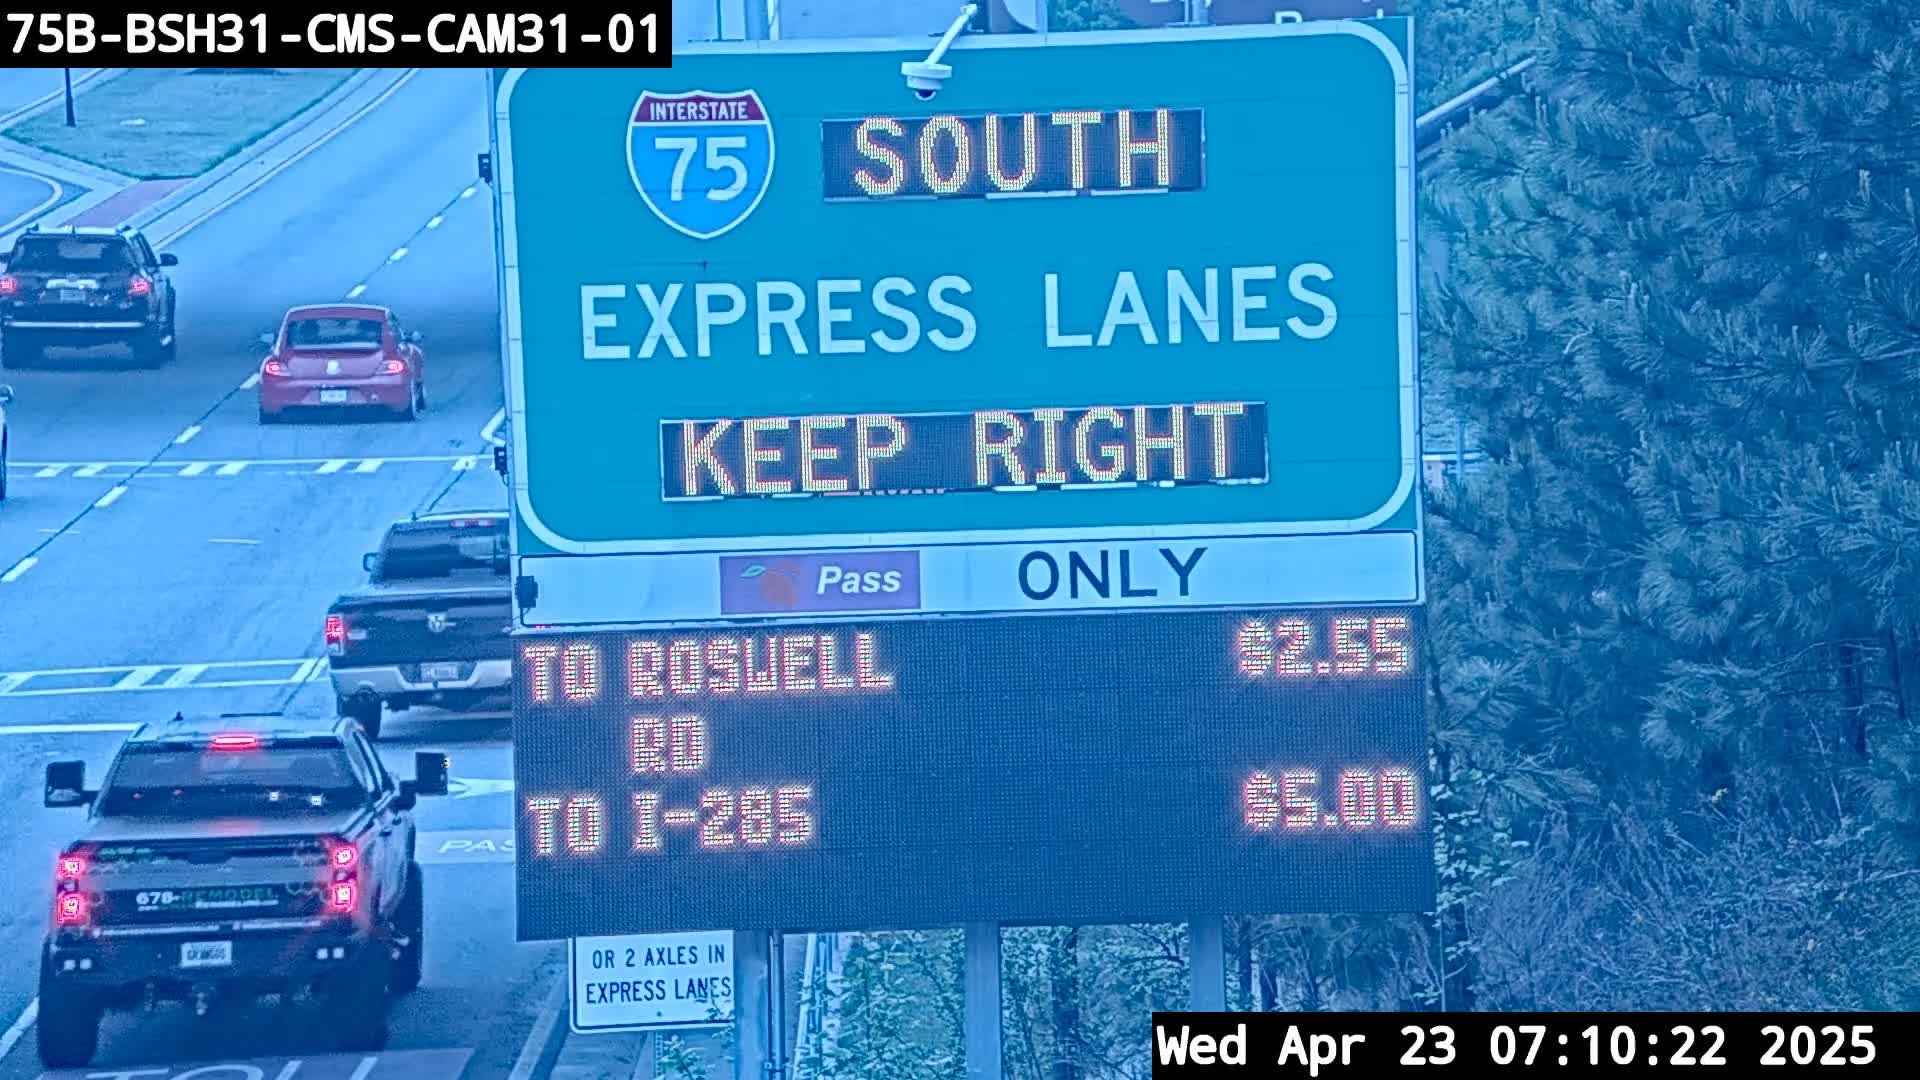 75B-BSH31-CMS-CAM31-01
INTERSTATE
75
SOUTH
EXPRESS LANES
KEEP RIGHT
Pass
ONLY
TO ROSWELL $2.55
RD
TO I-285 $5.00
678-REMODEL
OR 2 AXLES IN
EXPRESS LANES
TOLL
Wed Apr 23 07:10:22 2025